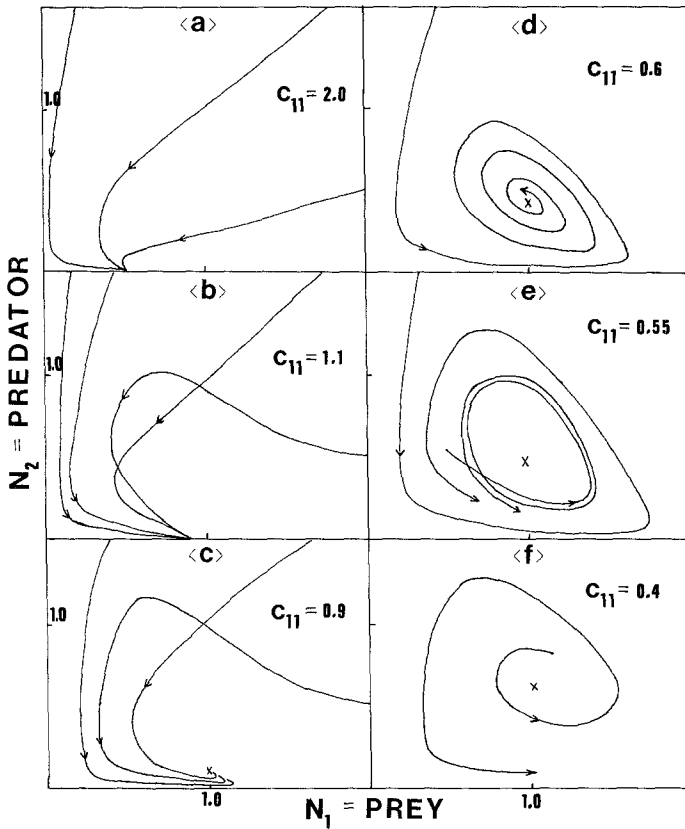 <a>
1.0
C11 = 2.0
<d>
C11 = 0.6
<b>
1.0
C11 = 1.1
<e>
C11 = 0.55
<c>
1.0
C11 = 0.9
x
1.0
<f>
C11 = 0.4
x
1.0
x
x
N2 = PREDATOR
N1 = PREY